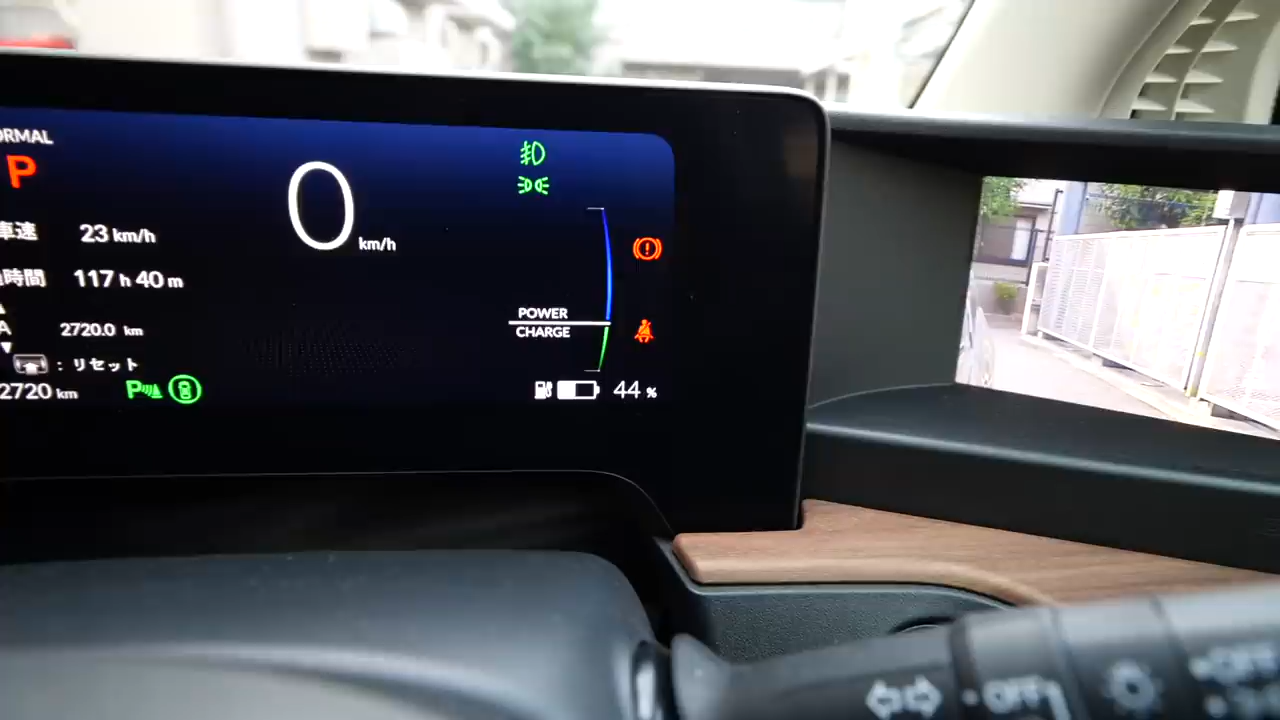 ORMAL
P
0 km/h
車速 23 km/h
時間 117 h 40 m
A 2720.0 km
: リセット
2720 km
P
POWER
CHARGE
44 %
OFF
OFF